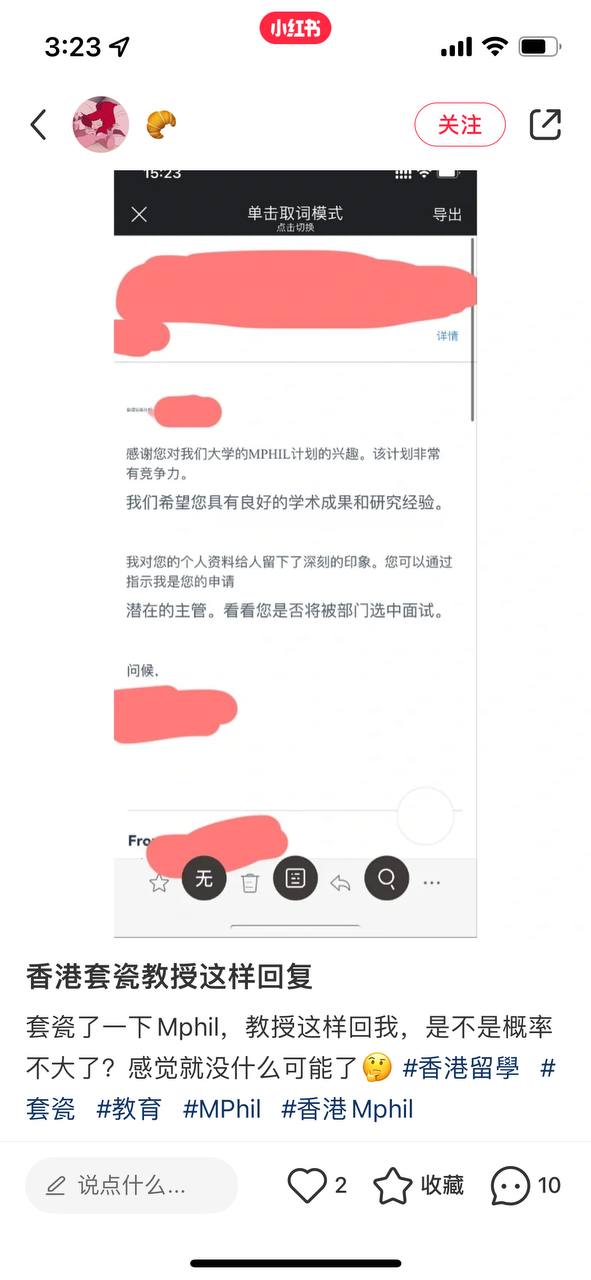 3:23
小红书
关注
15:23
单击取词模式
点击切换
导出
详情
感谢您对我们大学的MPHIL计划的兴趣。该计划非常
有竞争力。
我们希望您具有良好的学术成果和研究经验。
我对您的个人资料给人留下了深刻的印象。您可以通过
指示我是您的申请
潜在的主管。看看您是否将被部门选中面试。
问候,
Fro
无
香港套瓷教授这样回复
套瓷了一下Mphil，教授这样回我，是不是概率
不大了？感觉就没什么可能了🤔 #香港留學 #
套瓷 #教育 #MPhil #香港Mphil
说点什么...
2
收藏
10